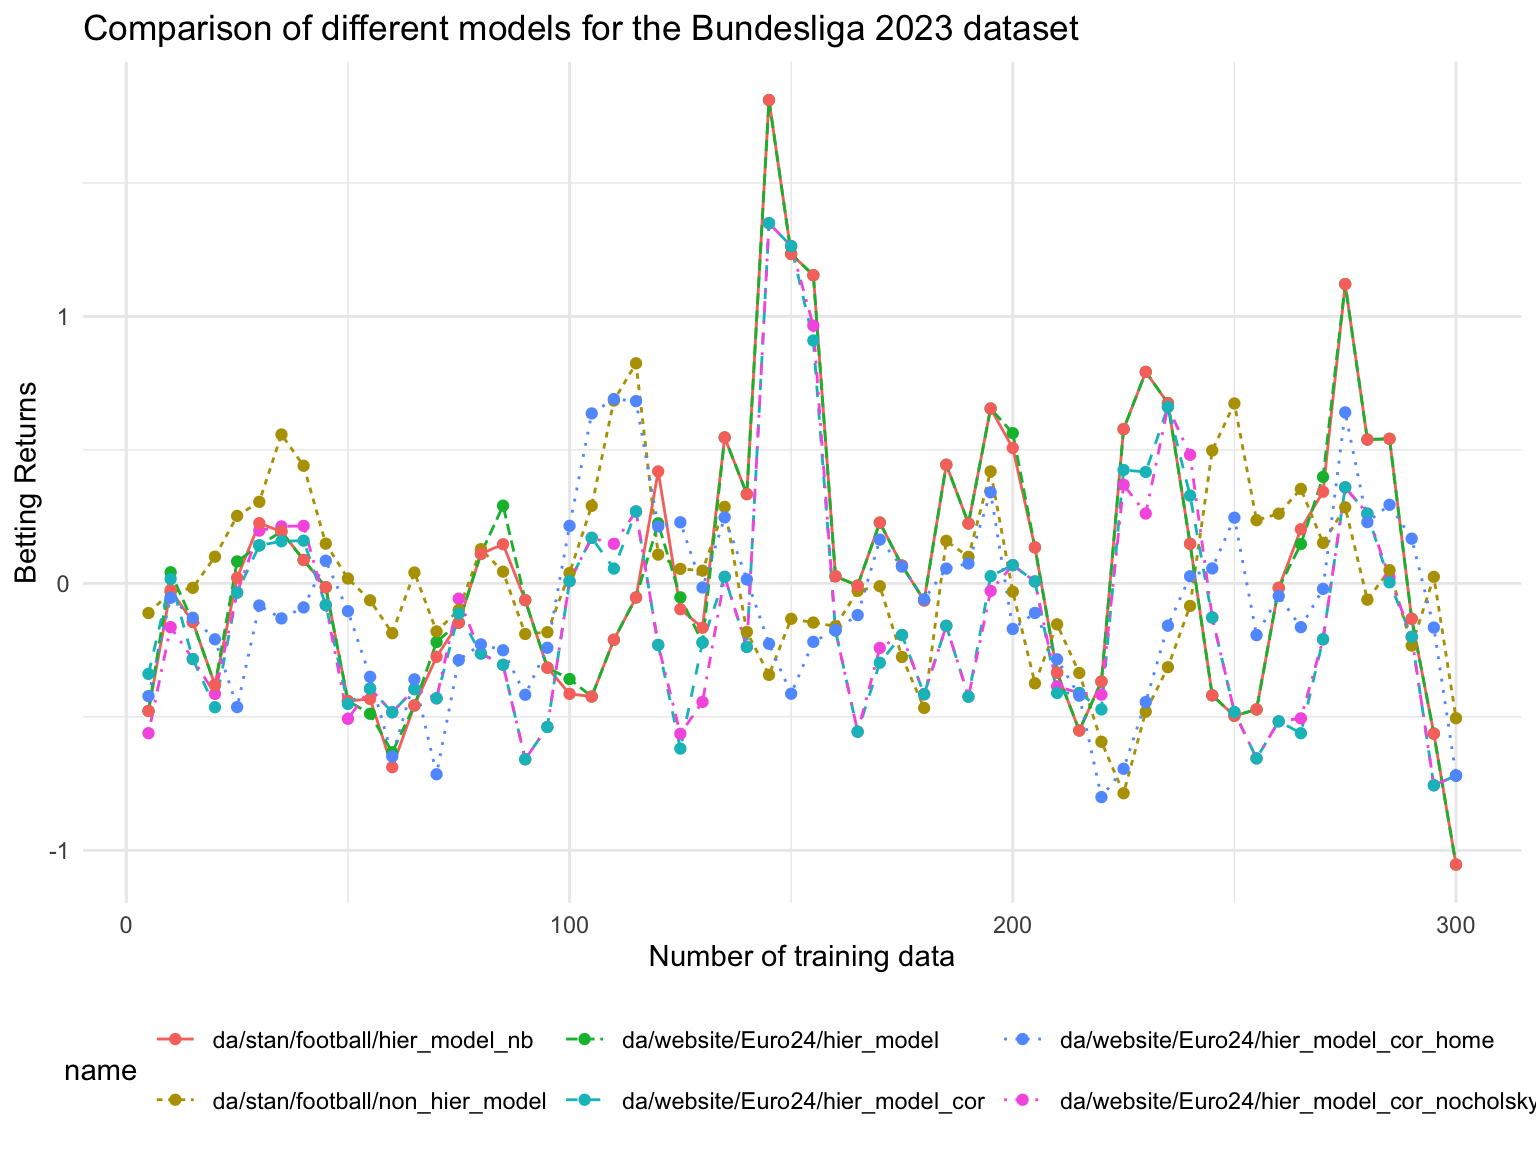 Comparison of different models for the Bundesliga 2023 dataset
Betting Returns
1
0
-1
0 100 200 300
Number of training data
name
da/stan/football/hier_model_nb da/website/Euro24/hier_model da/website/Euro24/hier_model_cor_home
da/stan/football/non_hier_model da/website/Euro24/hier_model_cor da/website/Euro24/hier_model_cor_nocholsky